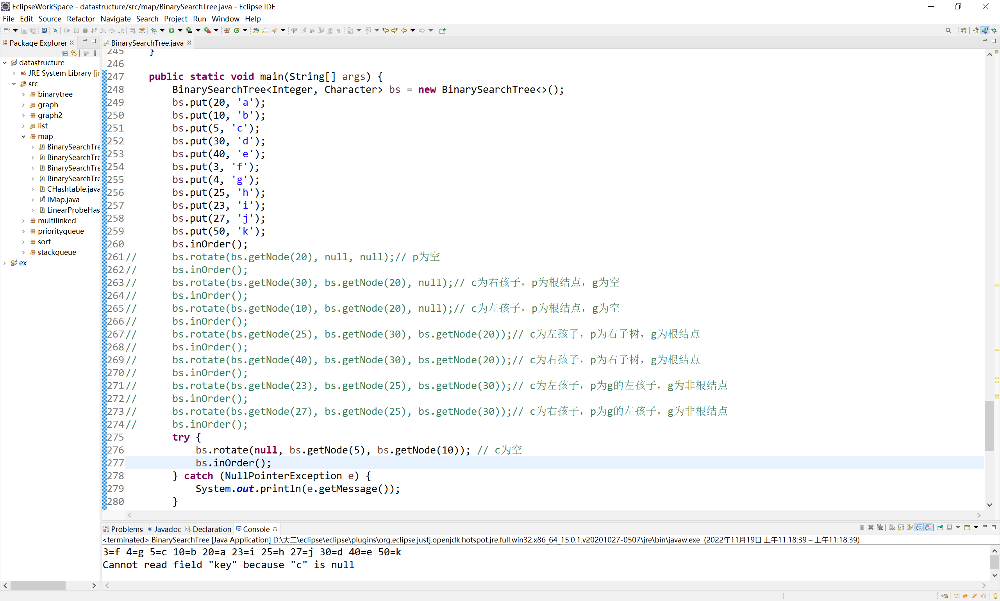 EclipseWorkSpace - datastructure/src/map/BinarySearchTree.java - Eclipse IDE
File Edit Source Refactor Navigate Search Project Run Window Help
Package Explorer
datastructure
JRE System Library [jr
src
binarytree
graph
graph2
list
map
BinarySearchTre
BinarySearchTre
BinarySearchTre
BinarySearchTre
CHashtable.java
IMap.java
LinearProbeHas
multilinked
priorityqueue
sort
stackqueue
ex
BinarySearchTree.java
245     }
246
247     public static void main(String[] args) {
248         BinarySearchTree<Integer, Character> bs = new BinarySearchTree<>();
249         bs.put(20, 'a');
250         bs.put(10, 'b');
251         bs.put(5, 'c');
252         bs.put(30, 'd');
253         bs.put(40, 'e');
254         bs.put(3, 'f');
255         bs.put(4, 'g');
256         bs.put(25, 'h');
257         bs.put(23, 'i');
258         bs.put(27, 'j');
259         bs.put(50, 'k');
260         bs.inOrder();
261 //      bs.rotate(bs.getNode(20), null, null);// p为空
262 //      bs.inOrder();
263 //      bs.rotate(bs.getNode(30), bs.getNode(20), null);// c为右孩子，p为根结点，g为空
264 //      bs.inOrder();
265 //      bs.rotate(bs.getNode(10), bs.getNode(20), null);// c为左孩子，p为根结点，g为空
266 //      bs.inOrder();
267 //      bs.rotate(bs.getNode(25), bs.getNode(30), bs.getNode(20));// c为左孩子，p为右子树，g为根结点
268 //      bs.inOrder();
269 //      bs.rotate(bs.getNode(40), bs.getNode(30), bs.getNode(20));// c为右孩子，p为右子树，g为根结点
270 //      bs.inOrder();
271 //      bs.rotate(bs.getNode(23), bs.getNode(25), bs.getNode(30));// c为左孩子，p为g的左孩子，g为非根结点
272 //      bs.inOrder();
273 //      bs.rotate(bs.getNode(27), bs.getNode(25), bs.getNode(30));// c为右孩子，p为g的左孩子，g为非根结点
274 //      bs.inOrder();
275         try {
276             bs.rotate(null, bs.getNode(5), bs.getNode(10)); // c为空
277             bs.inOrder();
278         } catch (NullPointerException e) {
279             System.out.println(e.getMessage());
280         }
Problems Javadoc Declaration Console
<terminated> BinarySearchTree [Java Application] D:\大二\eclipse\eclipse\plugins\org.eclipse.justj.openjdk.hotspot.jre.full.win32.x86_64_15.0.1.v20201027-0507\jre\bin\javaw.exe (2022年11月19日 上午11:18:39 – 上午11:18:39)
3=f 4=g 5=c 10=b 20=a 23=i 25=h 27=j 30=d 40=e 50=k
Cannot read field "key" because "c" is null